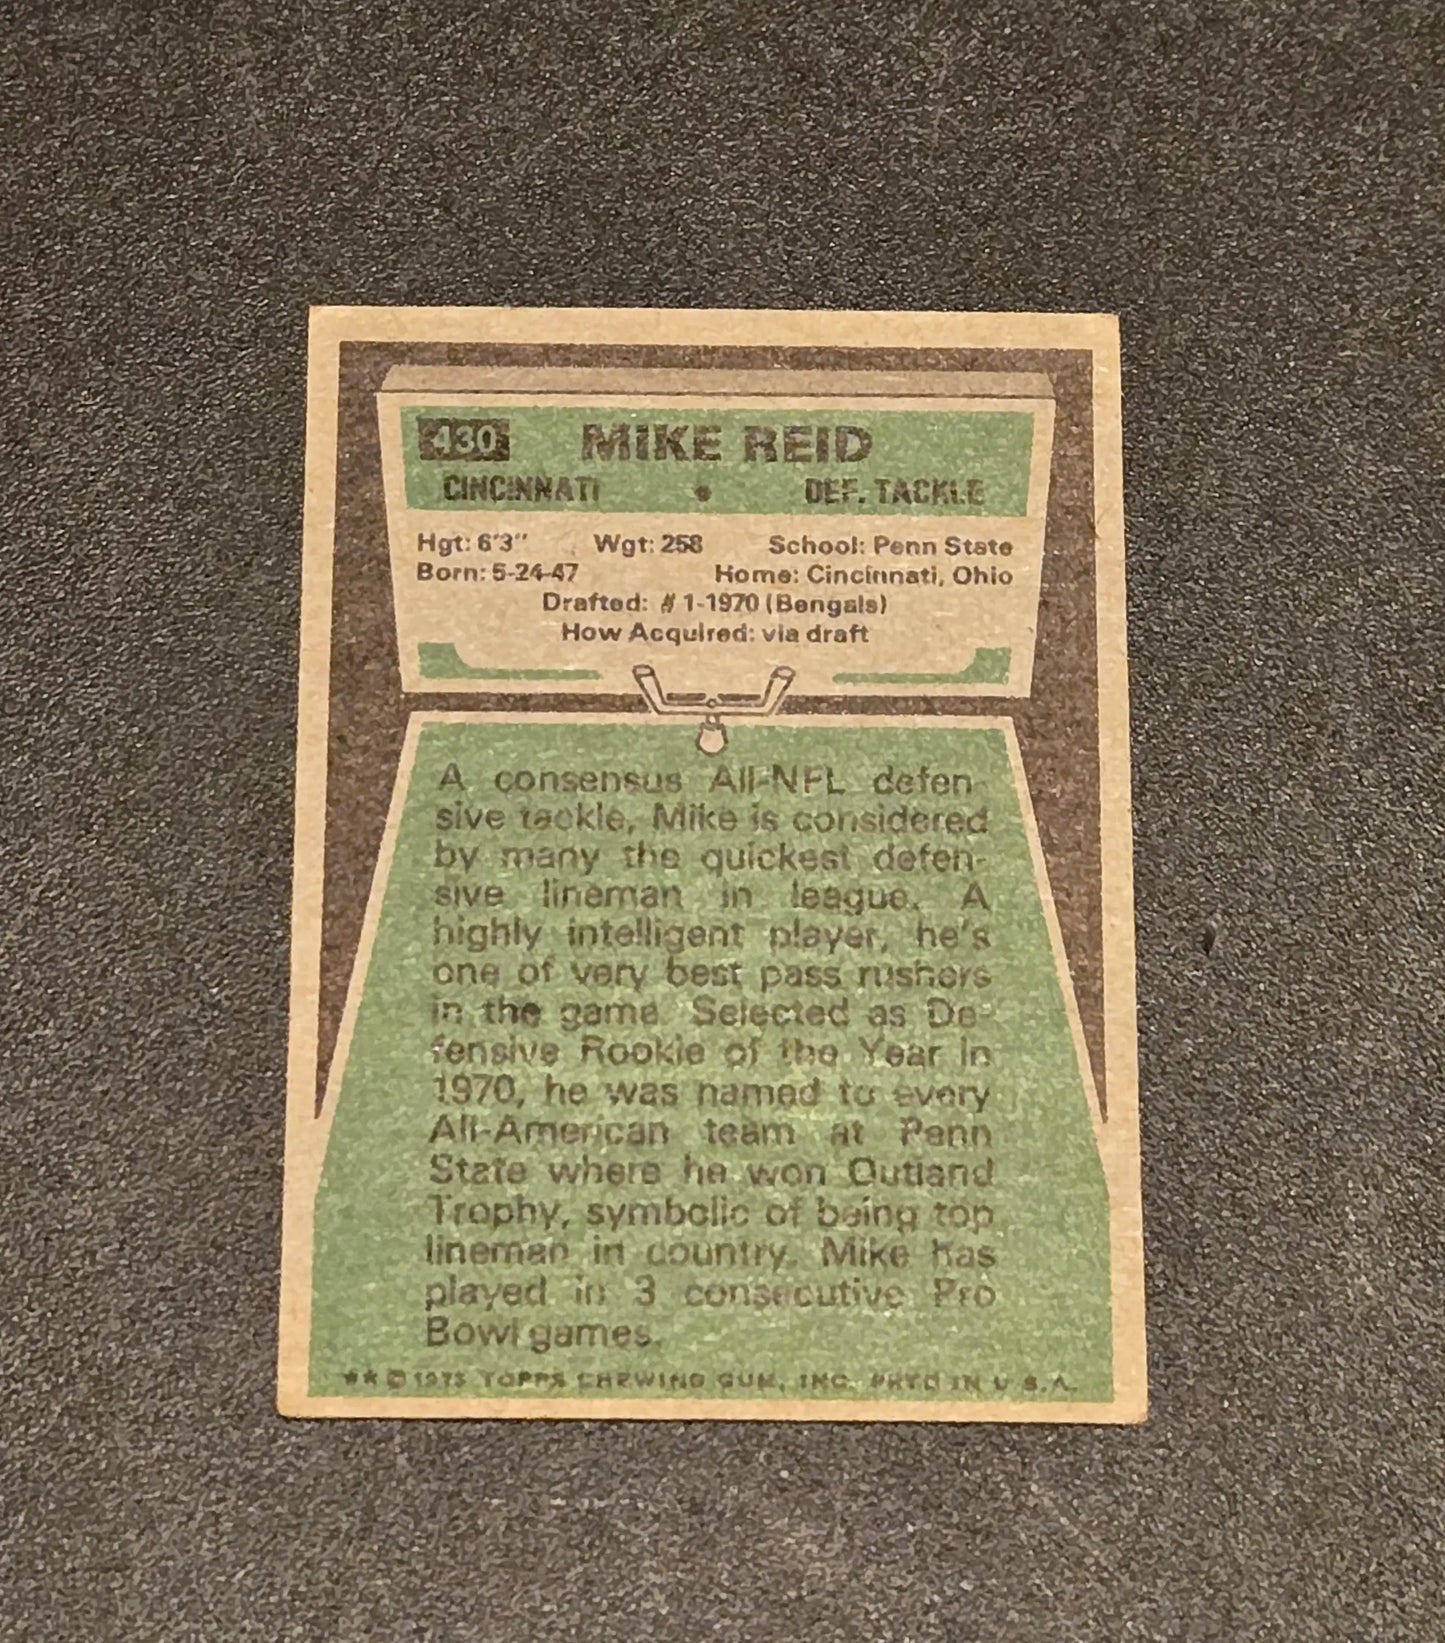 430 MIKE REID
CINCINNATI • DEF. TACKLE
Hgt: 6'3" Wgt: 258 School: Penn State
Born: 5-24-47 Home: Cincinnati, Ohio
Drafted: #1-1970 (Bengals)
How Acquired: via draft
A consensus All-NFL defen-
sive tackle, Mike is considered
by many the quickest defen-
sive lineman in league. A
highly intelligent player, he's
one of very best pass rushers
in the game. Selected as De-
fensive Rookie of the Year in
1970, he was named to every
All-American team at Penn
State where he won Outland
Trophy, symbolic of being top
lineman in country. Mike has
played in 3 consecutive Pro
Bowl games.
** © 1975 TOPPS CHEWING GUM, INC. PRTD IN U.S.A.